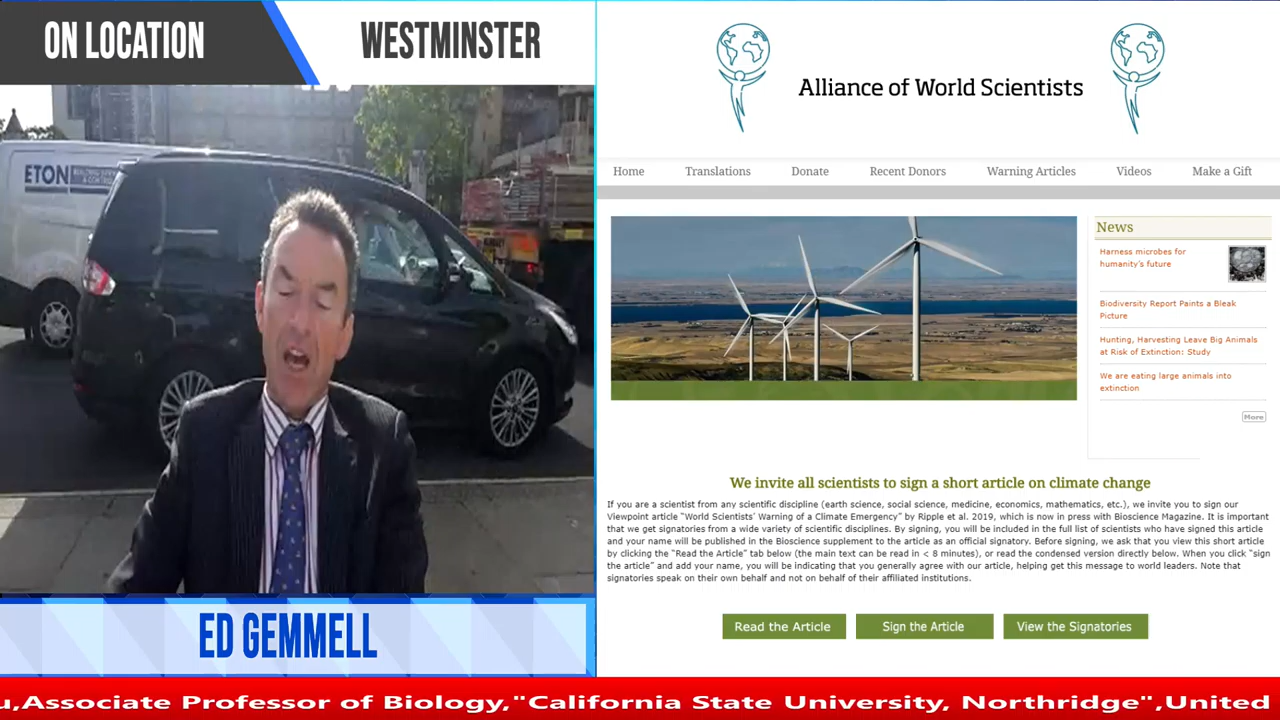 ON LOCATION
WESTMINSTER
ETON
ED GEMMELL
Alliance of World Scientists
Home
Translations
Donate
Recent Donors
Warning Articles
Videos
Make a Gift
News
Harness microbes for
humanity's future
Biodiversity Report Paints a Bleak
Picture
Hunting, Harvesting Leave Big Animals
at Risk of Extinction: Study
We are eating large animals into
extinction
More
We invite all scientists to sign a short article on climate change
If you are a scientist from any scientific discipline (earth science, social science, medicine, economics, mathematics, etc.), we invite you to sign our
Viewpoint article "World Scientists' Warning of a Climate Emergency" by Ripple et al. 2019, which is now in press with Bioscience Magazine. It is important
that we get signatories from a wide variety of scientific disciplines. By signing, you will be included in the full list of scientists who have signed this article
and your name will be published in the Bioscience supplement to the article as an official signatory. Before signing, we ask that you view this short article
by clicking the "Read the Article" tab below (the main text can be read in < 8 minutes), or read the condensed version directly below. When you click "sign
the article" and add your name, you will be indicating that you generally agree with our article, helping get this message to world leaders. Note that
signatories speak on their own behalf and not on behalf of their affiliated institutions.
Read the Article
Sign the Article
View the Signatories
u,Associate Professor of Biology,"California State University, Northridge",United